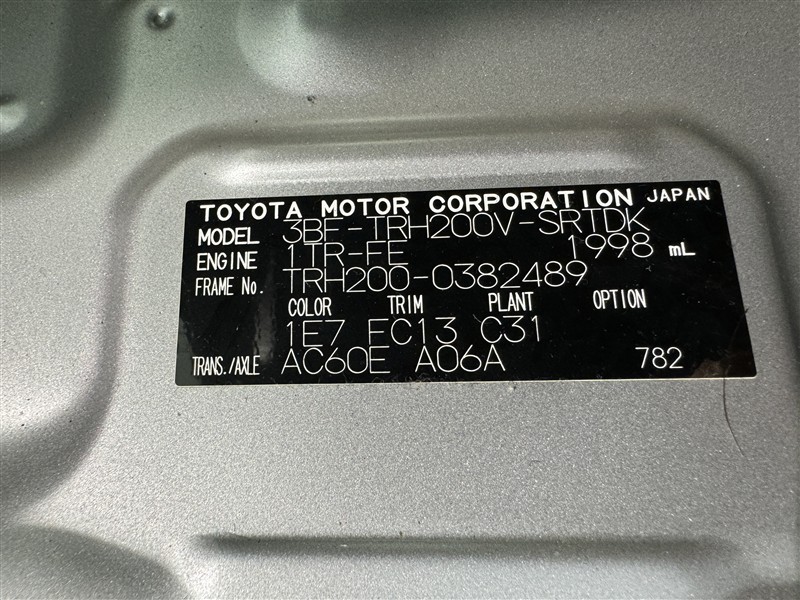 TOYOTA MOTOR CORPORATION JAPAN
MODEL 3BF-TRH200V-SRTDK
ENGINE 1TR-FE 1998 mL
FRAME No. TRH200-0382489
COLOR TRIM PLANT OPTION
1E7 FC13 C31
TRANS./AXLE AC60E A06A 782